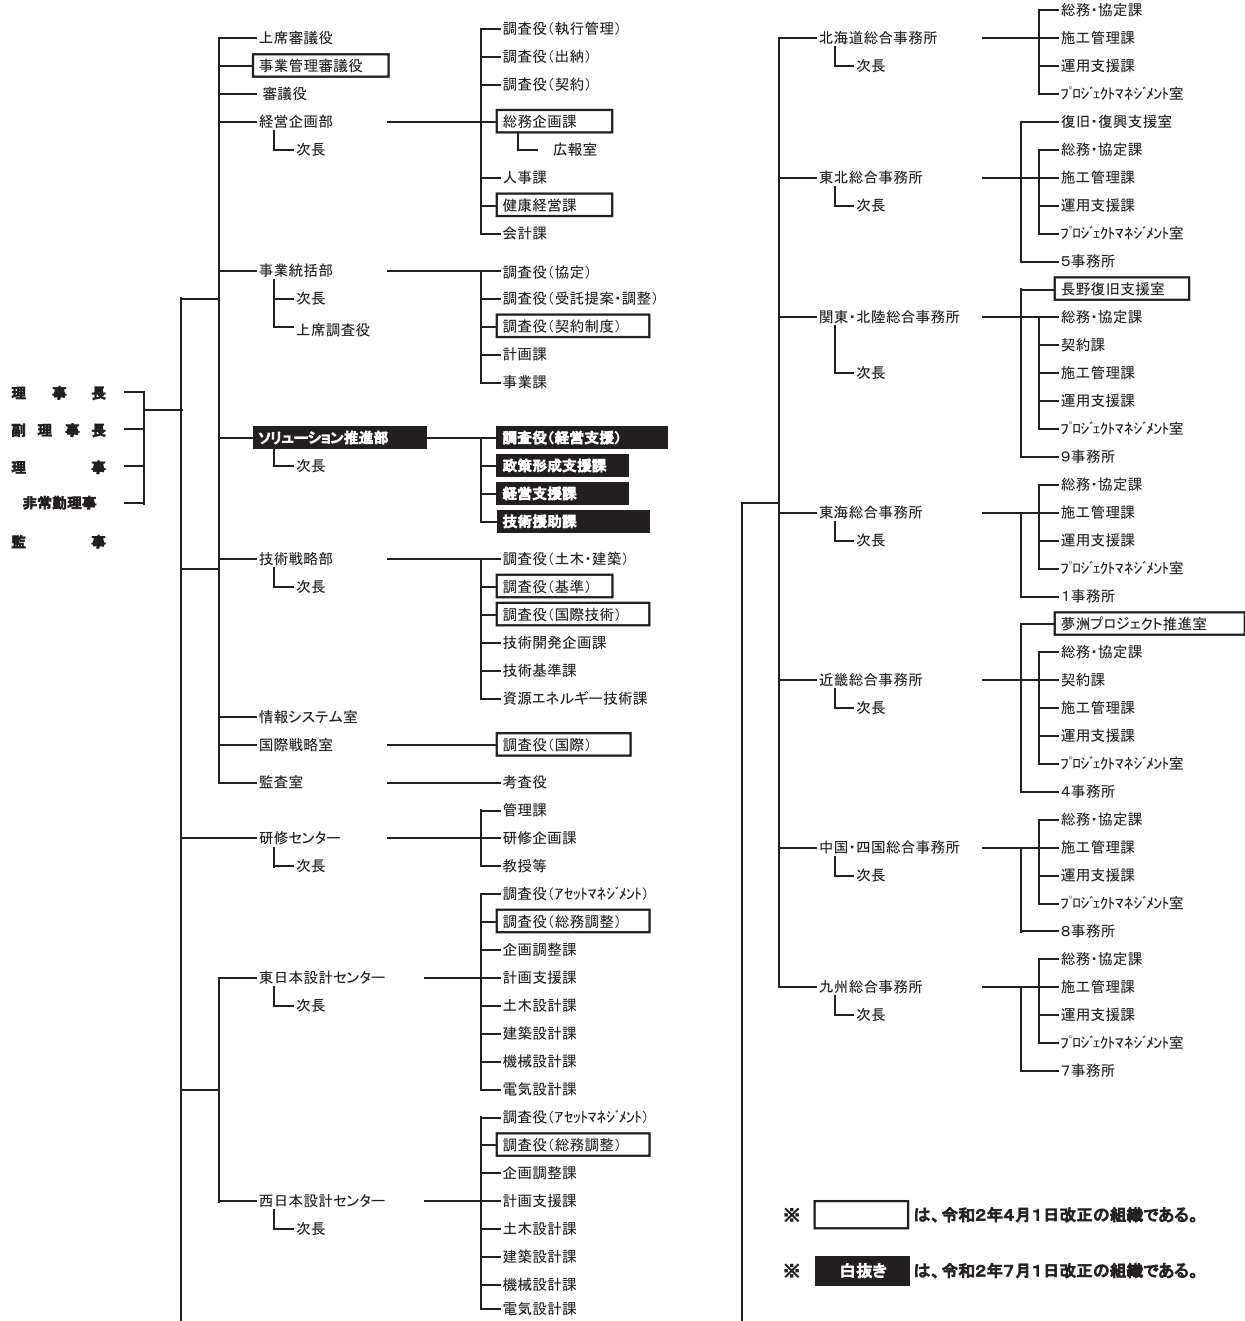 理事長
副理事長
理事
非常勤理事
監事
上席審議役
事業管理審議役
審議役
経営企画部
次長
調査役（執行管理）
調査役（出納）
調査役（契約）
総務企画課
広報室
人事課
健康経営課
会計課
事業統括部
次長
上席調査役
調査役（協定）
調査役（受託提案・調整）
調査役（契約制度）
計画課
事業課
ソリューション推進部
次長
調査役（経営支援）
政策形成支援課
経営支援課
技術援助課
技術戦略部
次長
調査役（土木・建築）
調査役（基準）
調査役（国際技術）
技術開発企画課
技術基準課
資源エネルギー技術課
情報システム室
国際戦略室
調査役（国際）
監査室
考査役
研修センター
次長
管理課
研修企画課
教授等
東日本設計センター
次長
調査役（アセットマネジメント）
調査役（総務調整）
企画調整課
計画支援課
土木設計課
建築設計課
機械設計課
電気設計課
西日本設計センター
次長
調査役（アセットマネジメント）
調査役（総務調整）
企画調整課
計画支援課
土木設計課
建築設計課
機械設計課
電気設計課
北海道総合事務所
次長
総務・協定課
施工管理課
運用支援課
プロジェクトマネジメント室
東北総合事務所
次長
復旧・復興支援室
総務・協定課
施工管理課
運用支援課
プロジェクトマネジメント室
5事務所
関東・北陸総合事務所
次長
長野復旧支援室
総務・協定課
契約課
施工管理課
運用支援課
プロジェクトマネジメント室
9事務所
東海総合事務所
次長
総務・協定課
施工管理課
運用支援課
プロジェクトマネジメント室
1事務所
近畿総合事務所
次長
夢洲プロジェクト推進室
総務・協定課
契約課
施工管理課
運用支援課
プロジェクトマネジメント室
4事務所
中国・四国総合事務所
次長
総務・協定課
施工管理課
運用支援課
プロジェクトマネジメント室
8事務所
九州総合事務所
次長
総務・協定課
施工管理課
運用支援課
プロジェクトマネジメント室
7事務所
※ は、令和2年4月1日改正の組織である。
※ 白抜き は、令和2年7月1日改正の組織である。